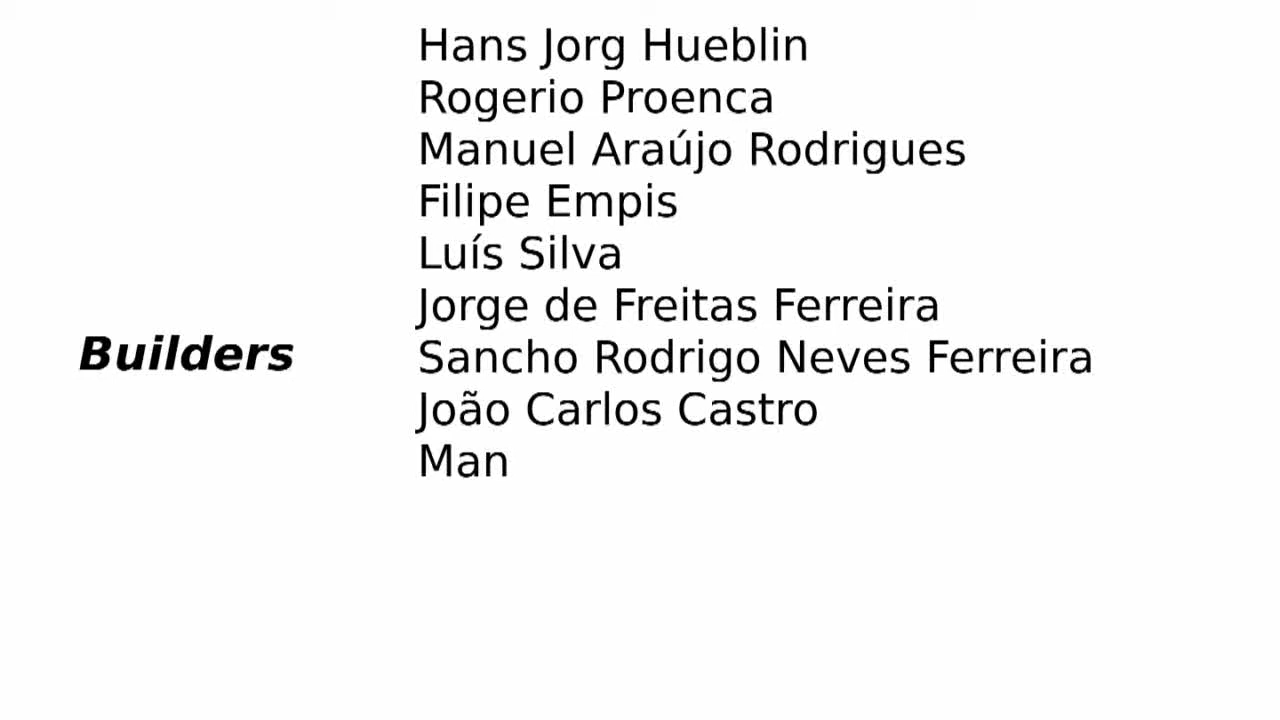 Hans Jorg Hueblin
Rogerio Proenca
Manuel Araújo Rodrigues
Filipe Empis
Luís Silva
Jorge de Freitas Ferreira
Builders
Sancho Rodrigo Neves Ferreira
João Carlos Castro
Man